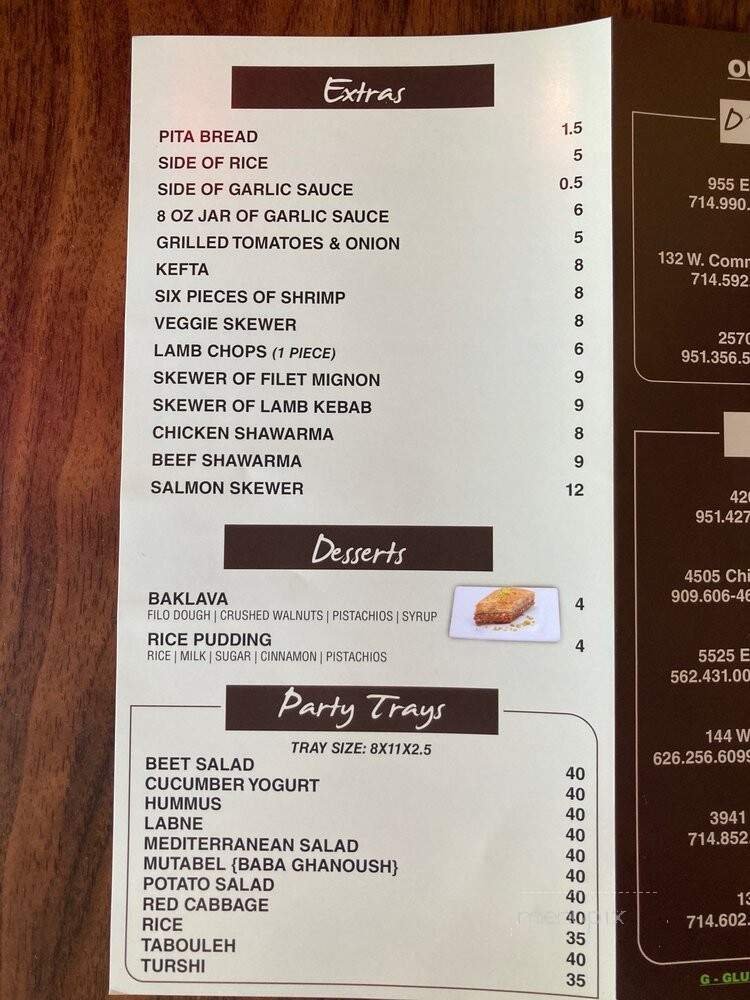 Extras
PITA BREAD 1.5
SIDE OF RICE 5
SIDE OF GARLIC SAUCE 0.5
8 OZ JAR OF GARLIC SAUCE 6
GRILLED TOMATOES & ONION 5
KEFTA 8
SIX PIECES OF SHRIMP 8
VEGGIE SKEWER 8
LAMB CHOPS (1 PIECE) 6
SKEWER OF FILET MIGNON 9
SKEWER OF LAMB KEBAB 9
CHICKEN SHAWARMA 8
BEEF SHAWARMA 9
SALMON SKEWER 12
Desserts
BAKLAVA 4
FILO DOUGH | CRUSHED WALNUTS | PISTACHIOS | SYRUP
RICE PUDDING 4
RICE | MILK | SUGAR | CINNAMON | PISTACHIOS
Party Trays
TRAY SIZE: 8X11X2.5
BEET SALAD 40
CUCUMBER YOGURT 40
HUMMUS 40
LABNE 40
MEDITERRANEAN SALAD 40
MUTABEL {BABA GHANOUSH} 40
POTATO SALAD 40
RED CABBAGE 40
RICE 35
TABOULEH 40
TURSHI 35
OU
D
955 E
714.990.
132 W. Comm
714.592.
2570
951.356.5
420
951.427
4505 Chi
909.606-46
5525 E
562.431.00
144 W
626.256.6099
3941
714.852.
13
714.602.
G - GLU